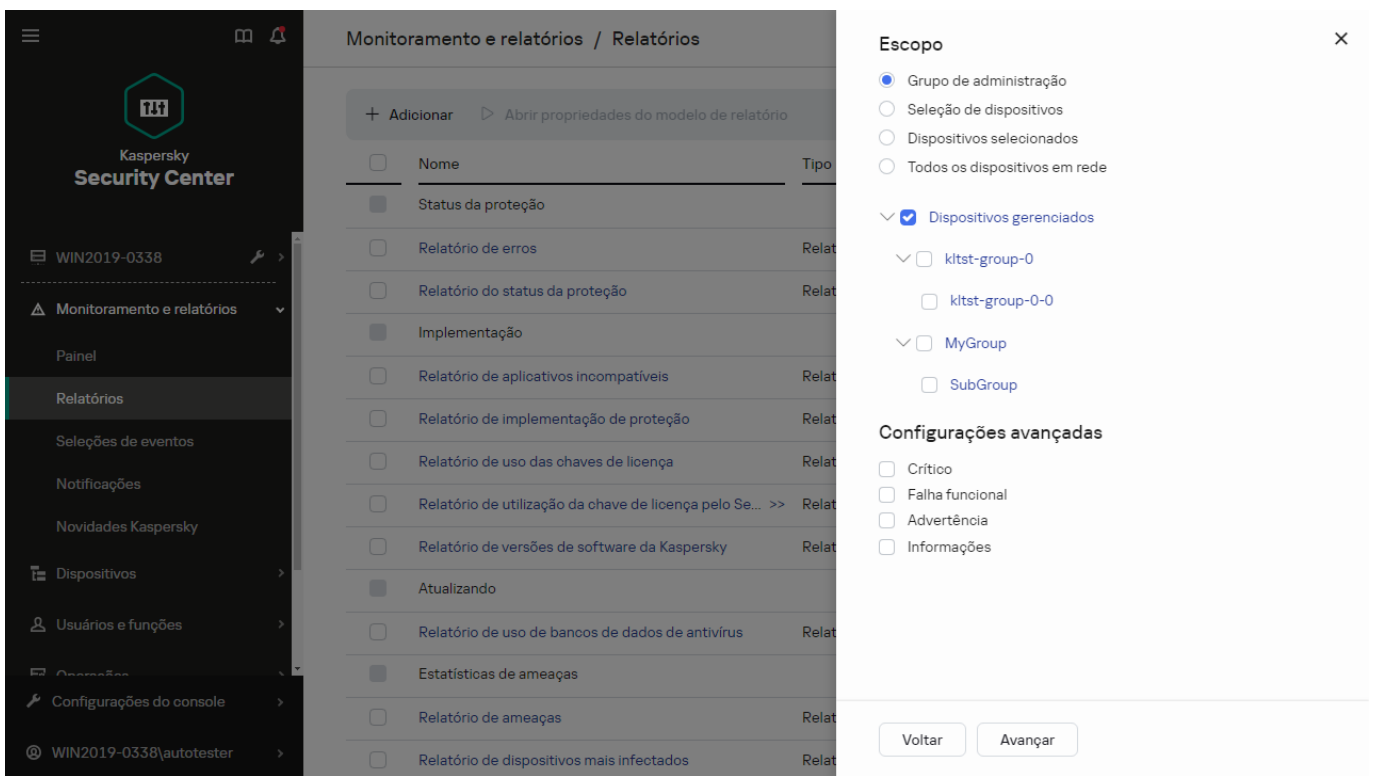 Kaspersky
Security Center
WIN2019-0338
Monitoramento e relatórios
Painel
Relatórios
Seleções de eventos
Notificações
Novidades Kaspersky
Dispositivos
Usuários e funções
Operações
Configurações do console
WIN2019-0338\autotester
Monitoramento e relatórios / Relatórios
+ Adicionar Abrir propriedades do modelo de relatório
Nome Tipo
Status da proteção
Relatório de erros Relat
Relatório do status da proteção Relat
Implementação
Relatório de aplicativos incompatíveis Relat
Relatório de implementação de proteção Relat
Relatório de uso das chaves de licença Relat
Relatório de utilização da chave de licença pelo Se... >> Relat
Relatório de versões de software da Kaspersky Relat
Atualizando
Relatório de uso de bancos de dados de antivírus Relat
Estatísticas de ameaças
Relatório de ameaças Relat
Relatório de dispositivos mais infectados Relat
Escopo
Grupo de administração
Seleção de dispositivos
Dispositivos selecionados
Todos os dispositivos em rede
Dispositivos gerenciados
kltst-group-0
kltst-group-0-0
MyGroup
SubGroup
Configurações avançadas
Crítico
Falha funcional
Advertência
Informações
Voltar Avançar